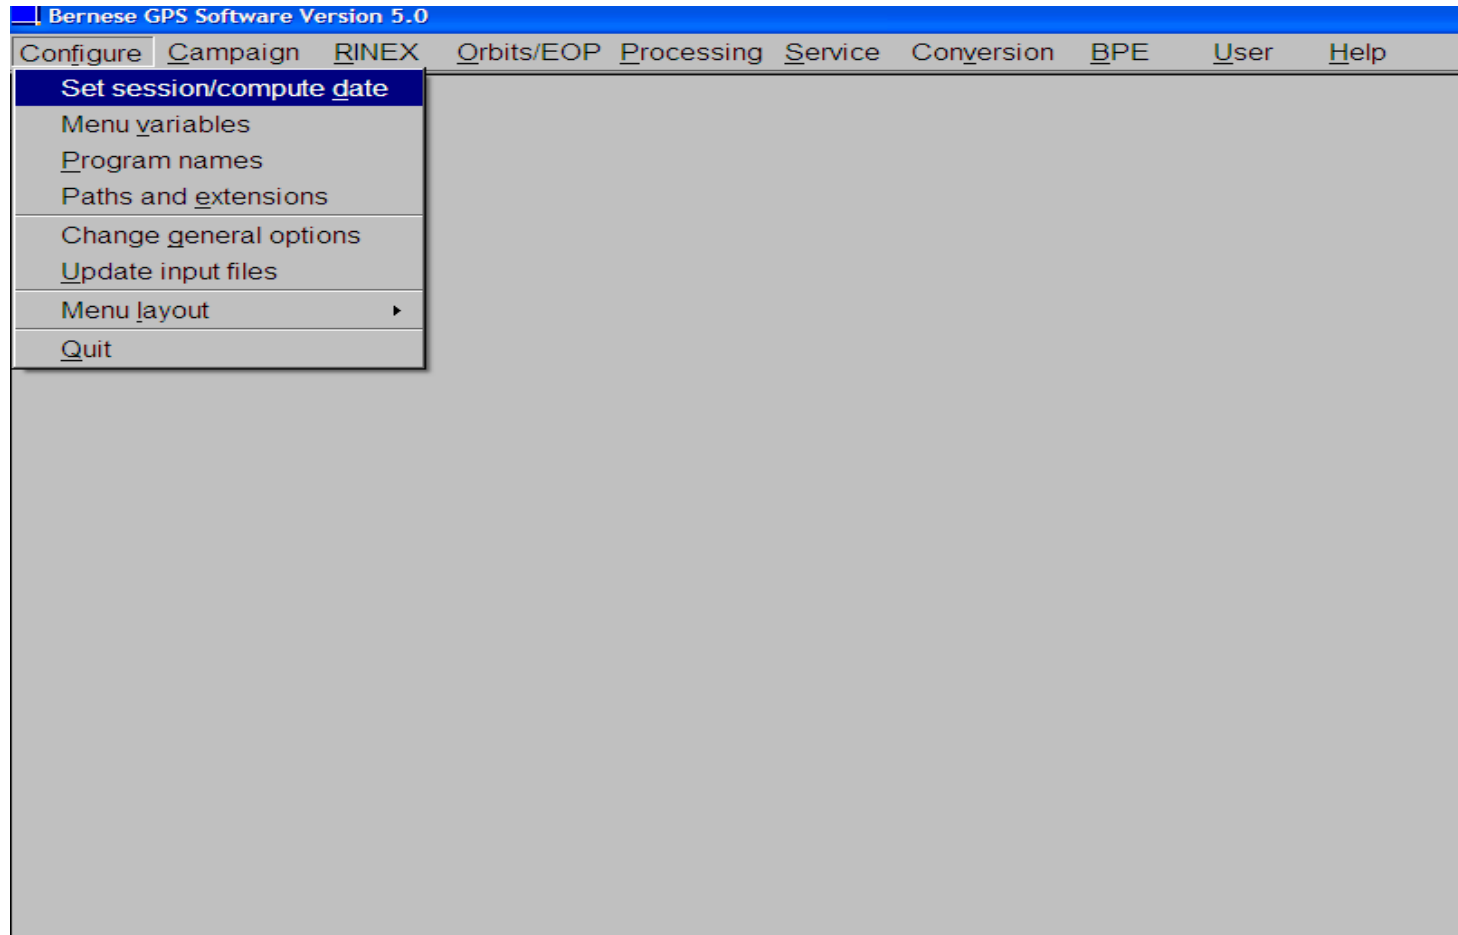 Bernese GPS Software Version 5.0
Configure Campaign RINEX Orbits/EOP Processing Service Conversion BPE User Help
Set session/compute date
Menu variables
Program names
Paths and extensions
Change general options
Update input files
Menu layout
Quit